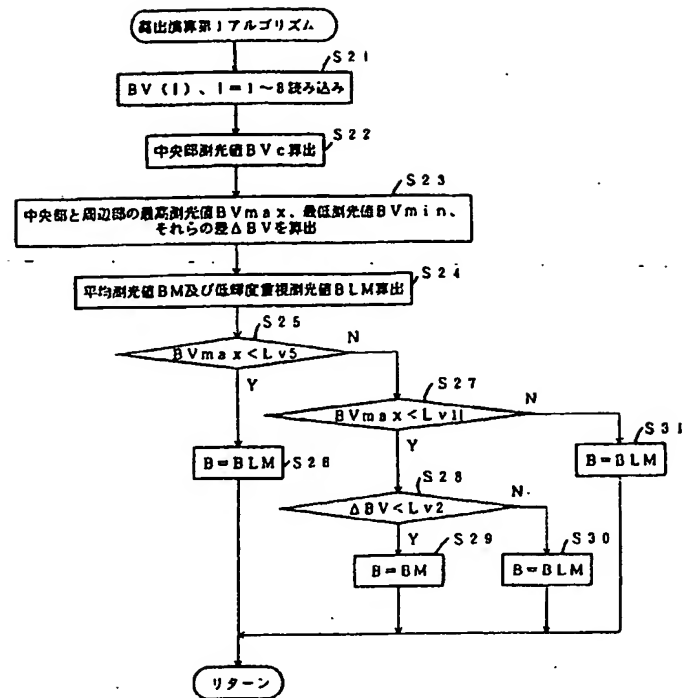 露出演算第1アルゴリズム
S21
BV(I)、I=1~8読み込み
S22
中央部測光値BVc算出
S23
中央部と周辺部の最高測光値BVmax、最低測光値BVmin、
それらの差ΔBVを算出
S24
平均測光値BM及び低輝度重視測光値BLM算出
S25
BVmax<Lv5
N
Y
S27
BVmax<Lv11
N
Y
S31
B=BLM
B=BLM
S26
S28
ΔBV<Lv2
N
Y
S29
B=BM
S30
B=BLM
リターン